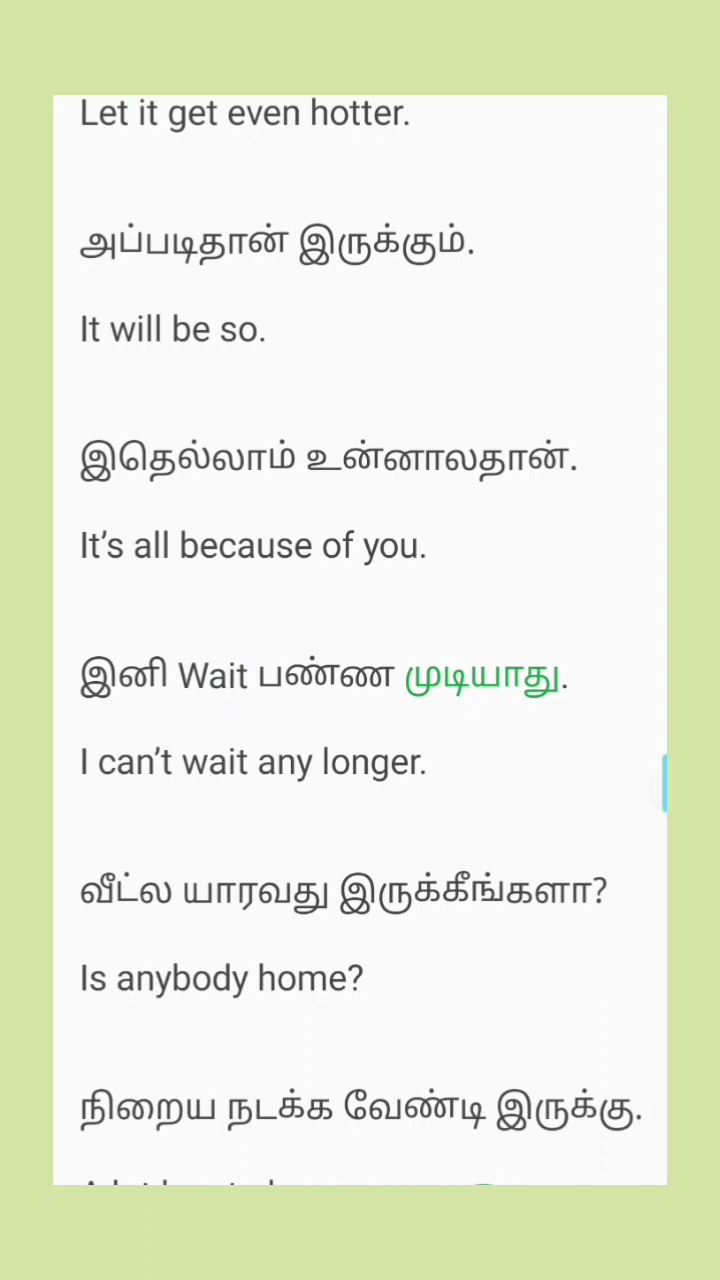 Let it get even hotter.
அப்படிதான் இருக்கும்.
It will be so.
இதெல்லாம் உன்னாலதான்.
It’s all because of you.
இனி Wait பண்ண முடியாது.
I can’t wait any longer.
வீட்ல யாரவது இருக்கீங்களா?
Is anybody home?
நிறைய நடக்க வேண்டி இருக்கு.